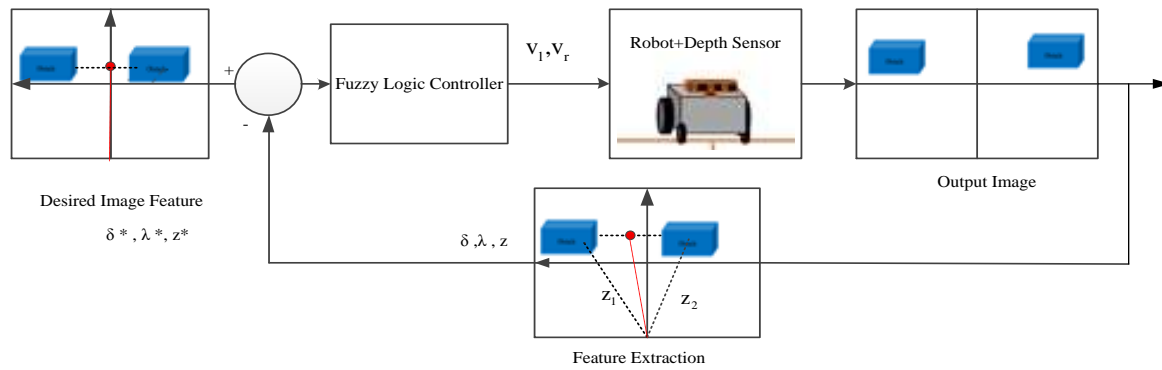 +
-
Fuzzy Logic Controller
v₁,vᵣ
Robot+Depth Sensor
Output Image
Desired Image Feature
δ* , λ*, z*
δ ,λ , z
z₁
z₂
Feature Extraction